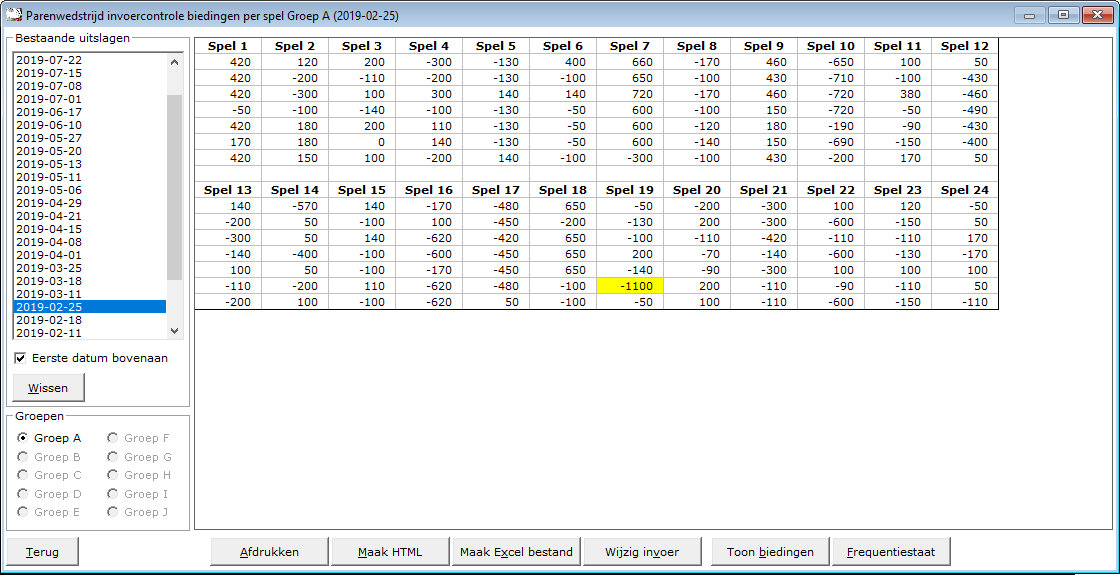 Parenwedstrijd invoercontrole biedingen per spel Groep A (2019-02-25)
Bestaande uitslagen
2019-07-22
2019-07-15
2019-07-08
2019-07-01
2019-06-17
2019-06-10
2019-05-27
2019-05-20
2019-05-13
2019-05-11
2019-05-06
2019-04-29
2019-04-21
2019-04-15
2019-04-08
2019-04-01
2019-03-25
2019-03-18
2019-03-11
2019-02-25
2019-02-18
2019-02-11
Eerste datum bovenaan
Wissen
Groepen
Groep A Groep F
Groep B Groep G
Groep C Groep H
Groep D Groep I
Groep E Groep J
Spel 1 Spel 2 Spel 3 Spel 4 Spel 5 Spel 6 Spel 7 Spel 8 Spel 9 Spel 10 Spel 11 Spel 12
420 120 200 -300 -130 400 660 -170 460 -650 100 50
420 -200 -110 -200 -130 -100 650 -100 430 -710 -100 -430
420 -300 100 300 140 140 720 -170 460 -720 380 -460
-50 -100 -140 -100 -130 -50 600 -100 150 -720 -50 -490
420 180 200 110 -130 -50 600 -120 180 -190 -90 -430
170 180 0 140 -130 -50 600 -140 150 -690 -150 -400
420 150 100 -200 140 -100 -300 -100 430 -200 170 50
Spel 13 Spel 14 Spel 15 Spel 16 Spel 17 Spel 18 Spel 19 Spel 20 Spel 21 Spel 22 Spel 23 Spel 24
140 -570 140 -170 -480 650 -50 -200 -300 100 120 -50
-200 50 -100 100 -450 -200 -130 200 -300 -600 -150 50
-300 50 140 -620 -420 650 -100 -110 -420 -110 -110 170
-140 -400 -100 -600 -450 650 200 -70 -140 -600 -130 -170
100 50 -100 -170 -450 650 -140 -90 -300 100 100 100
-110 -200 110 -620 -480 -100 -1100 200 -110 -90 -110 50
-200 100 -100 -620 50 -100 -50 100 -110 -600 -150 -110
Terug Afdrukken Maak HTML Maak Excel bestand Wijzig invoer Toon biedingen Frequentiestaat